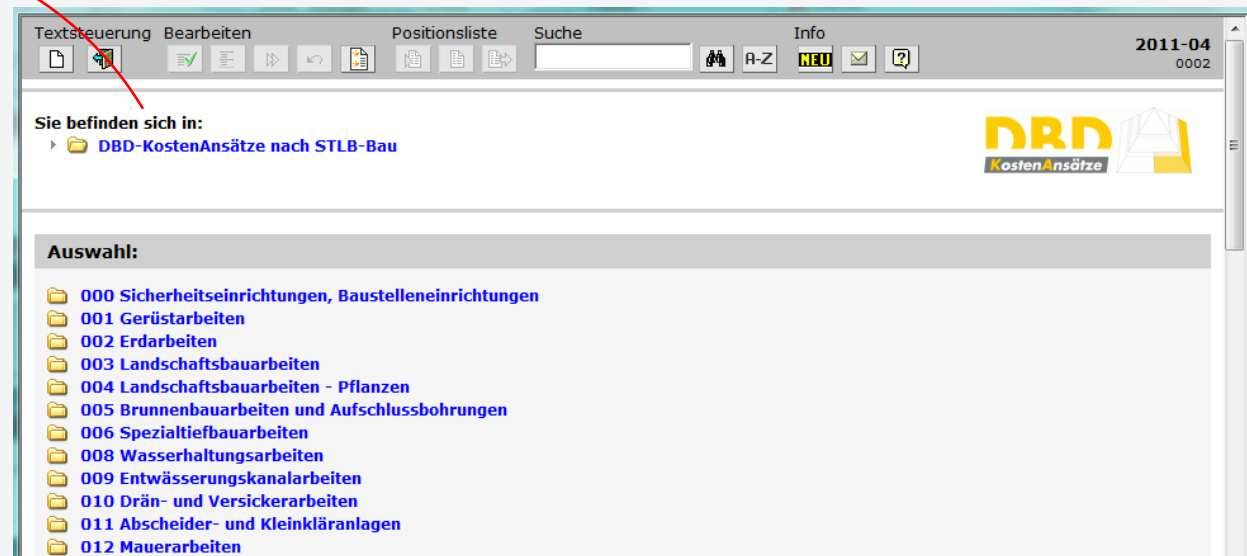 Textsteuerung Bearbeiten Positionsliste Suche Info
A-Z NEU
2011-04
0002
Sie befinden sich in:
DBD-KostenAnsätze nach STLB-Bau
DBD
KostenAnsätze
Auswahl:
000 Sicherheitseinrichtungen, Baustelleneinrichtungen
001 Gerüstarbeiten
002 Erdarbeiten
003 Landschaftsbauarbeiten
004 Landschaftsbauarbeiten - Pflanzen
005 Brunnenbauarbeiten und Aufschlussbohrungen
006 Spezialtiefbauarbeiten
008 Wasserhaltungsarbeiten
009 Entwässerungskanalarbeiten
010 Drän- und Versickerarbeiten
011 Abscheider- und Kleinkläranlagen
012 Mauerarbeiten